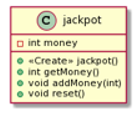 C jackpot
int money
«Create» jackpot()
int getMoney()
void addMoney(int)
void reset()